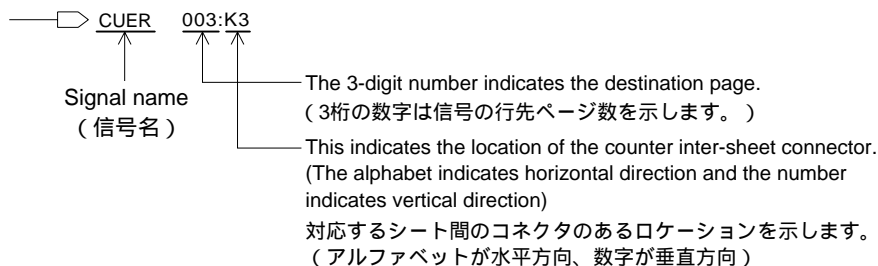 CUER 003:K3
Signal name
（信号名）
The 3-digit number indicates the destination page.
（3桁の数字は信号の行先ページ数を示します。）
This indicates the location of the counter inter-sheet connector.
(The alphabet indicates horizontal direction and the number
indicates vertical direction)
対応するシート間のコネクタのあるロケーションを示します。
（アルファベットが水平方向、数字が垂直方向）